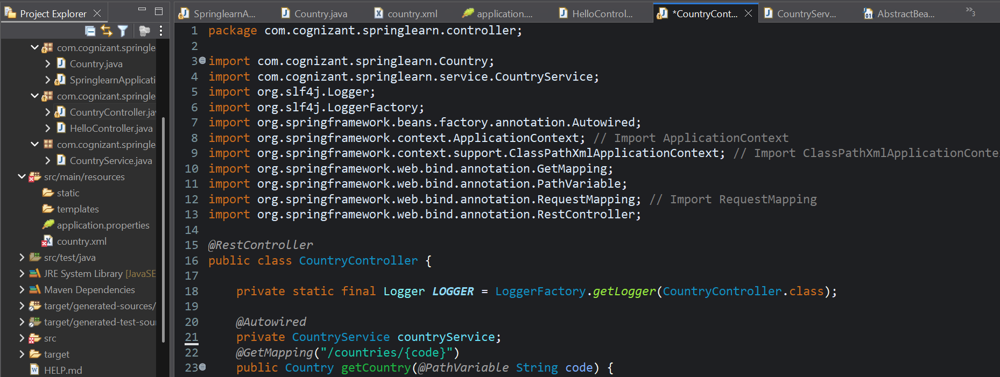 Project Explorer
com.cognizant.springle
Country.java
SpringlearnApplicati
com.cognizant.springle
CountryController.ja
HelloController.java
com.cognizant.springle
CountryService.java
src/main/resources
static
templates
application.properties
country.xml
src/test/java
JRE System Library [JavaSE
Maven Dependencies
target/generated-sources/
target/generated-test-sou
src
target
HELP.md
SpringlearnA... Country.java country.xml application.... HelloControl... *CountryCont... CountryServ... AbstractBea... »3
1 package com.cognizant.springlearn.controller;
2
3 import com.cognizant.springlearn.Country;
4 import com.cognizant.springlearn.service.CountryService;
5 import org.slf4j.Logger;
6 import org.slf4j.LoggerFactory;
7 import org.springframework.beans.factory.annotation.Autowired;
8 import org.springframework.context.ApplicationContext; // Import ApplicationContext
9 import org.springframework.context.support.ClassPathXmlApplicationContext; // Import ClassPathXmlApplicationConte
10 import org.springframework.web.bind.annotation.GetMapping;
11 import org.springframework.web.bind.annotation.PathVariable;
12 import org.springframework.web.bind.annotation.RequestMapping; // Import RequestMapping
13 import org.springframework.web.bind.annotation.RestController;
14
15 @RestController
16 public class CountryController {
17
18 private static final Logger LOGGER = LoggerFactory.getLogger(CountryController.class);
19
20 @Autowired
21 private CountryService countryService;
22 @GetMapping("/countries/{code}")
23 public Country getCountry(@PathVariable String code) {